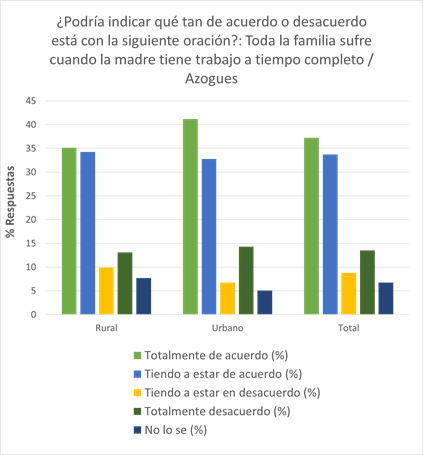 ¿Podría indicar qué tan de acuerdo o desacuerdo
está con la siguiente oración?: Toda la familia sufre
cuando la madre tiene trabajo a tiempo completo /
Azogues
% Respuestas
45
40
35
30
25
20
15
10
5
0
Rural
Urbano
Total
Totalmente de acuerdo (%)
Tiendo a estar de acuerdo (%)
Tiendo a estar en desacuerdo (%)
Totalmente desacuerdo (%)
No lo se (%)